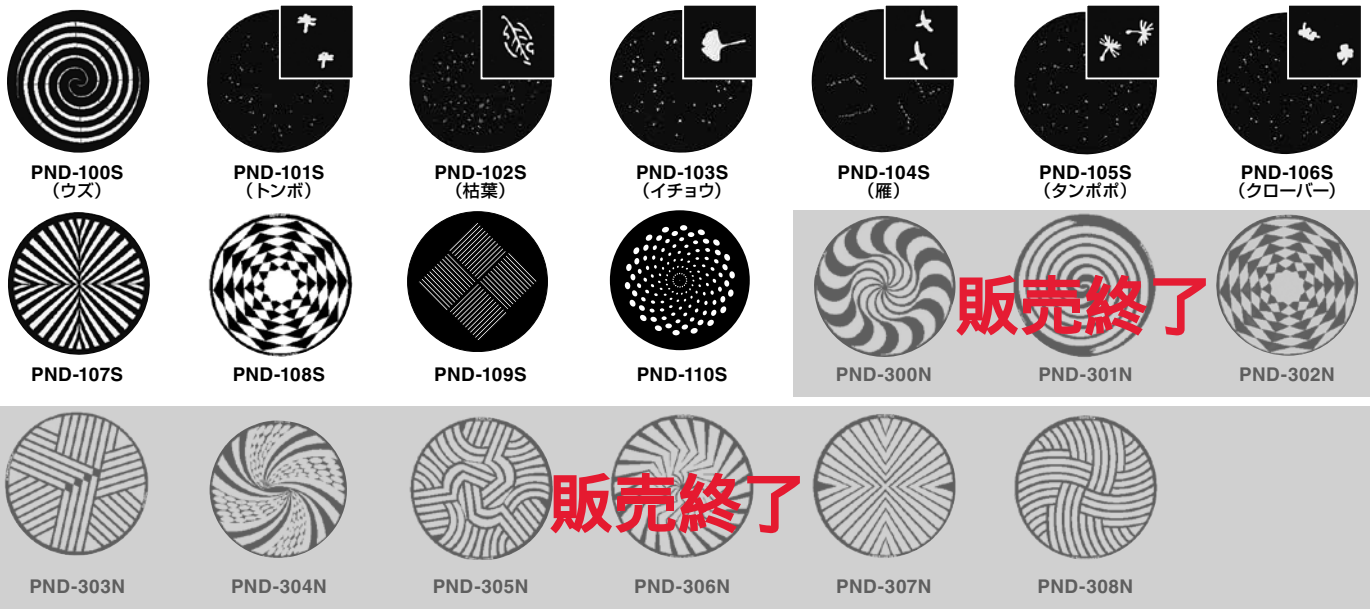 PND-100S
（ウズ）
PND-101S
（トンボ）
PND-102S
（枯葉）
PND-103S
（イチョウ）
PND-104S
（雁）
PND-105S
（タンポポ）
PND-106S
（クローバー）
PND-107S
PND-108S
PND-109S
PND-110S
販売終了
PND-300N
PND-301N
PND-302N
販売終了
PND-303N
PND-304N
PND-305N
PND-306N
PND-307N
PND-308N